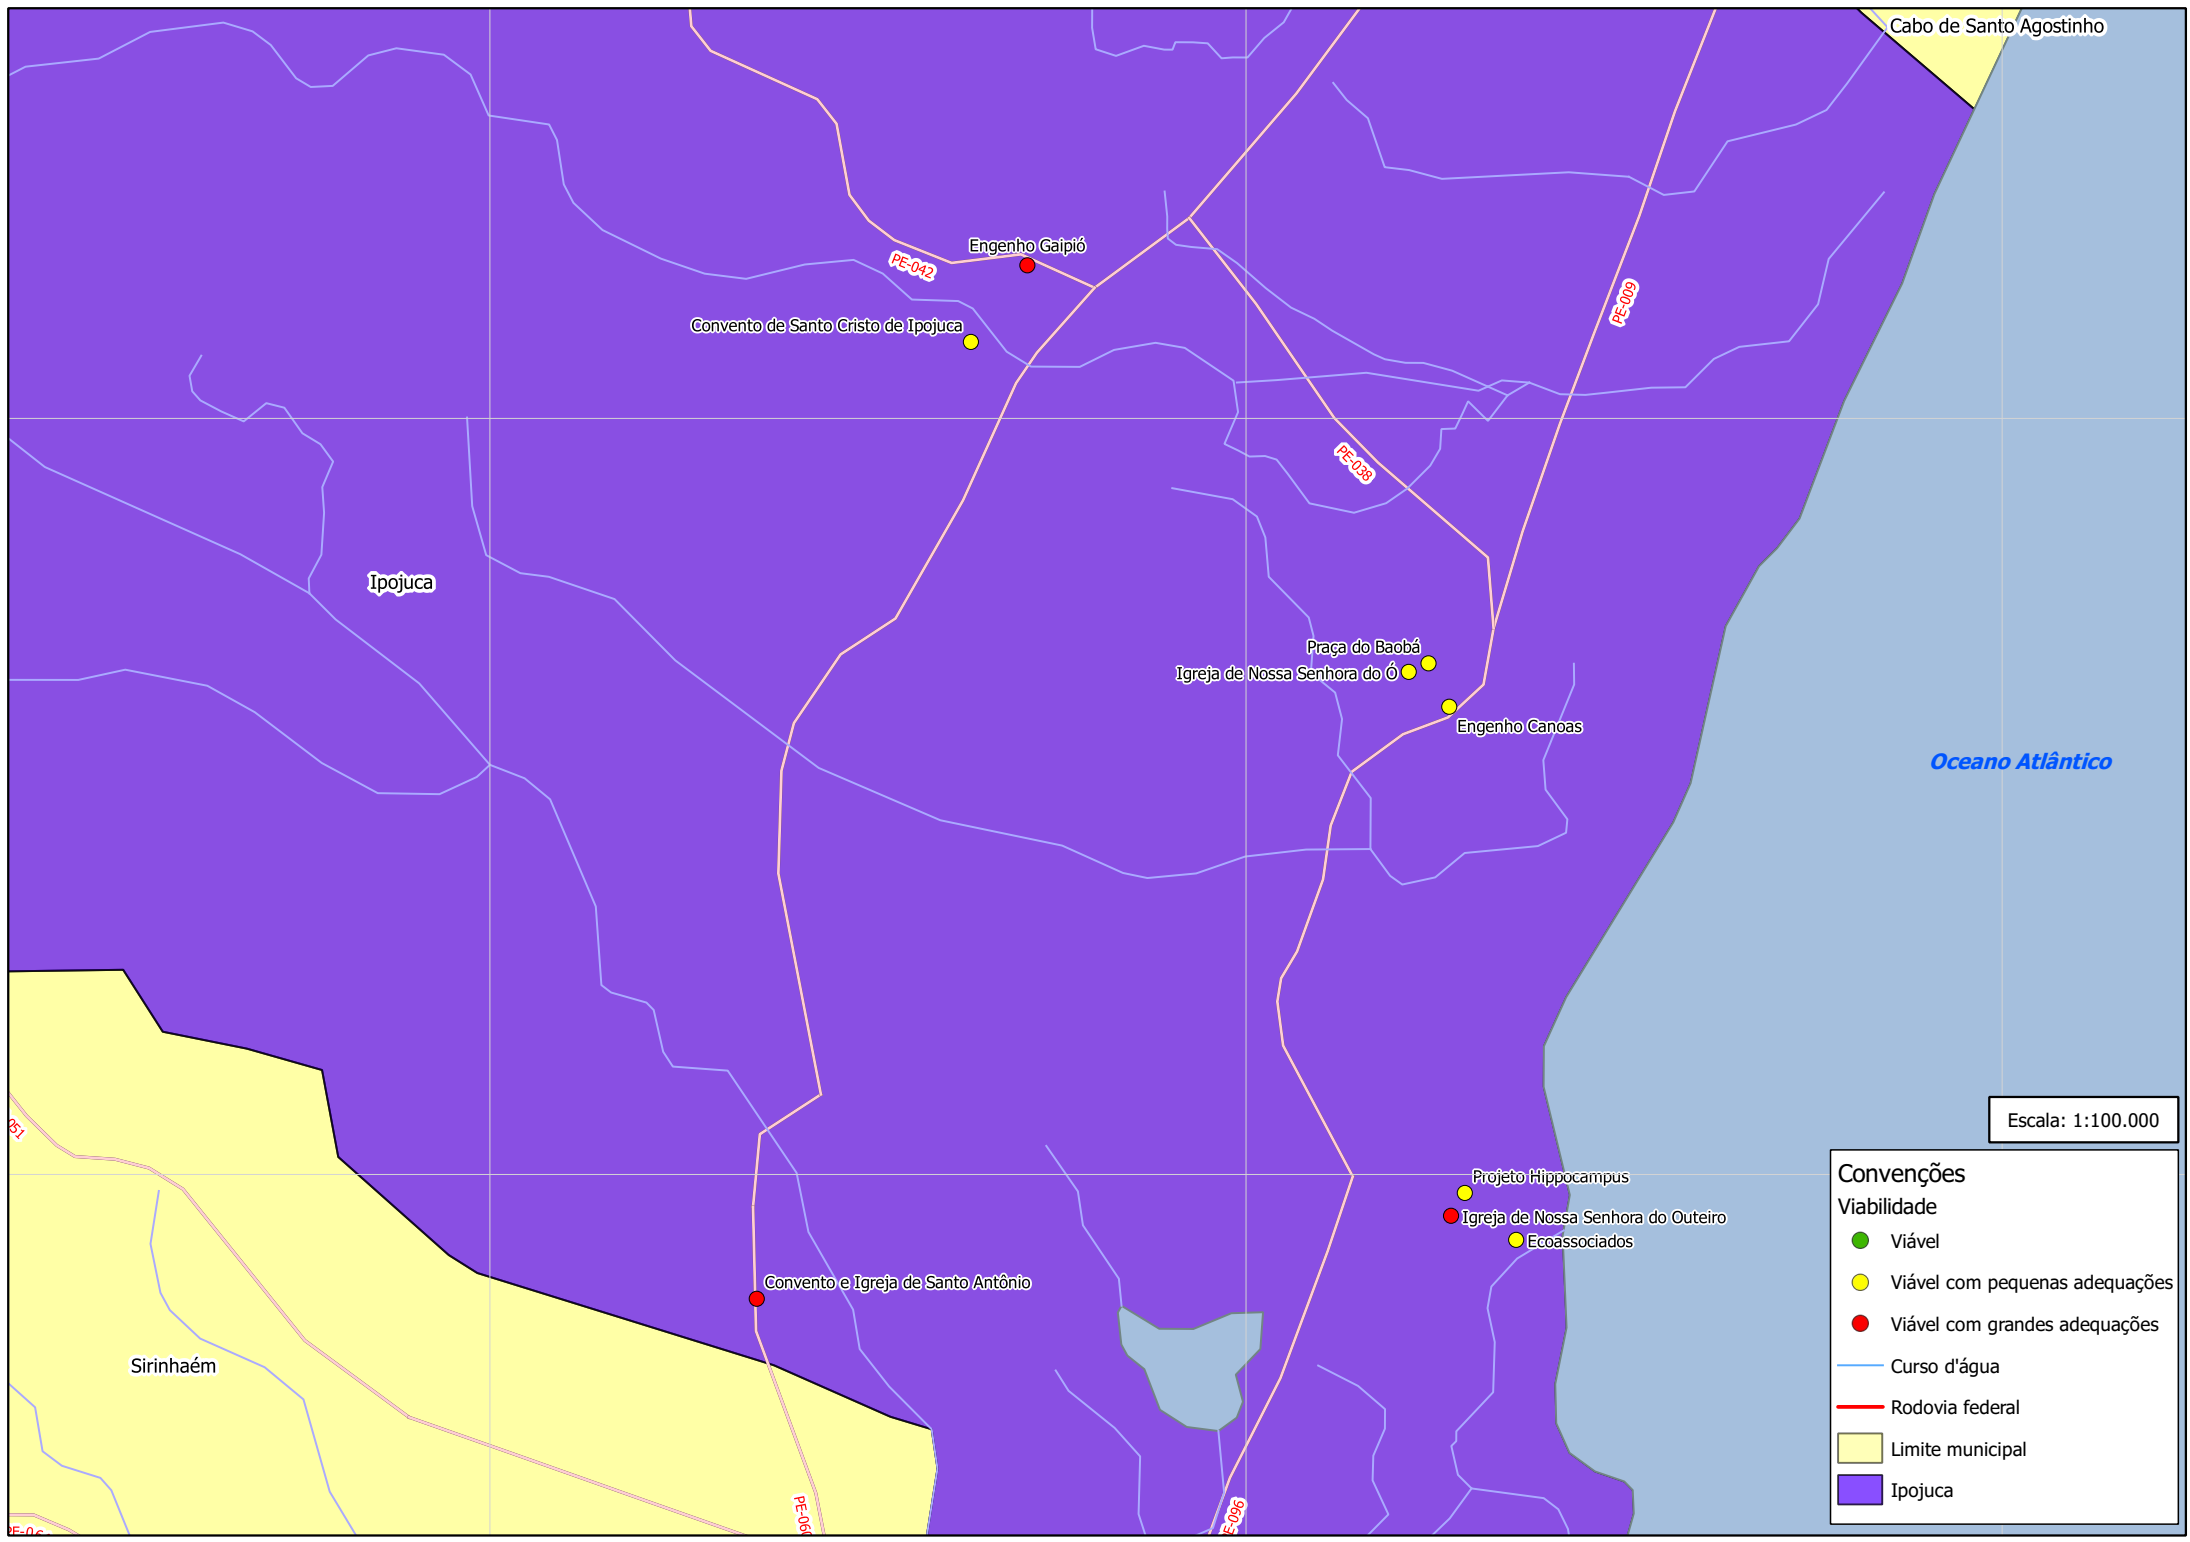 Cabo de Santo Agostinho
Engenho Gaipió
PE-042
PE-009
Convento de Santo Cristo de Ipojuca
PE-038
Ipojuca
Praça do Baobá
Igreja de Nossa Senhora do Ó
Engenho Canoas
Oceano Atlântico
051
Escala: 1:100.000
Projeto Hippocampus
Igreja de Nossa Senhora do Outeiro
Ecoassociados
Convento e Igreja de Santo Antônio
Sirinhaém
PE-060
PE-096
Convenções
Viabilidade
Viável
Viável com pequenas adequações
Viável com grandes adequações
Curso d'água
Rodovia federal
Limite municipal
Ipojuca